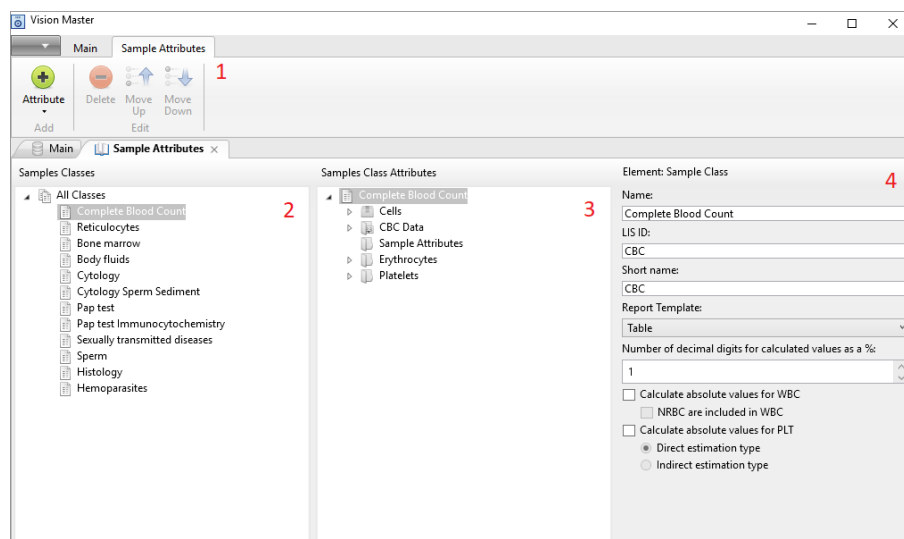 Vision Master
Main Sample Attributes
1
Attribute Delete Move Up Move Down
Add Edit
Main Sample Attributes
Samples Classes
All Classes
2
Complete Blood Count
Reticulocytes
Bone marrow
Body fluids
Cytology
Cytology Sperm Sediment
Pap test
Pap test Immunocytochemistry
Sexually transmitted diseases
Sperm
Histology
Hemoparasites
Samples Class Attributes
Complete Blood Count
3
Cells
CBC Data
Sample Attributes
Erythrocytes
Platelets
Element: Sample Class
4
Name:
Complete Blood Count
LIS ID:
CBC
Short name:
CBC
Report Template:
Table
Number of decimal digits for calculated values as a %:
1
Calculate absolute values for WBC
NRBC are included in WBC
Calculate absolute values for PLT
Direct estimation type
Indirect estimation type